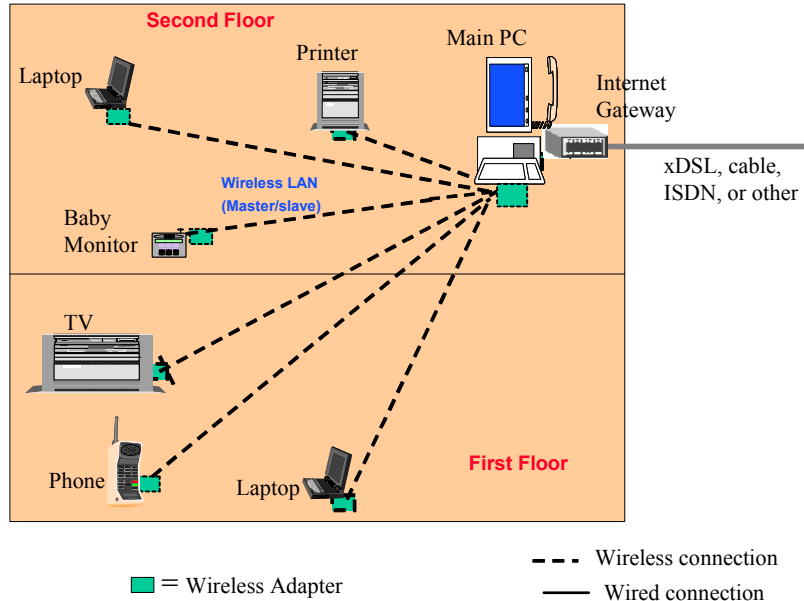 Second Floor
Main PC
Printer
Laptop
Internet
Gateway
xDSL, cable,
ISDN, or other
Wireless LAN
(Master/slave)
Baby
Monitor
TV
Phone
Laptop
First Floor
= Wireless Adapter
Wireless connection
Wired connection